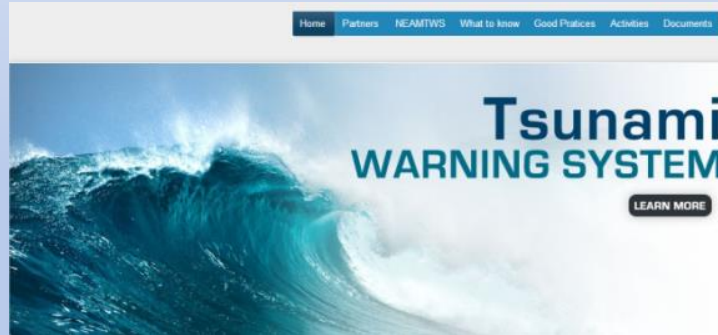 Home Partners NEAMTWS What to know Good Pratices Activities Documents
Tsunami
WARNING SYSTEM
LEARN MORE